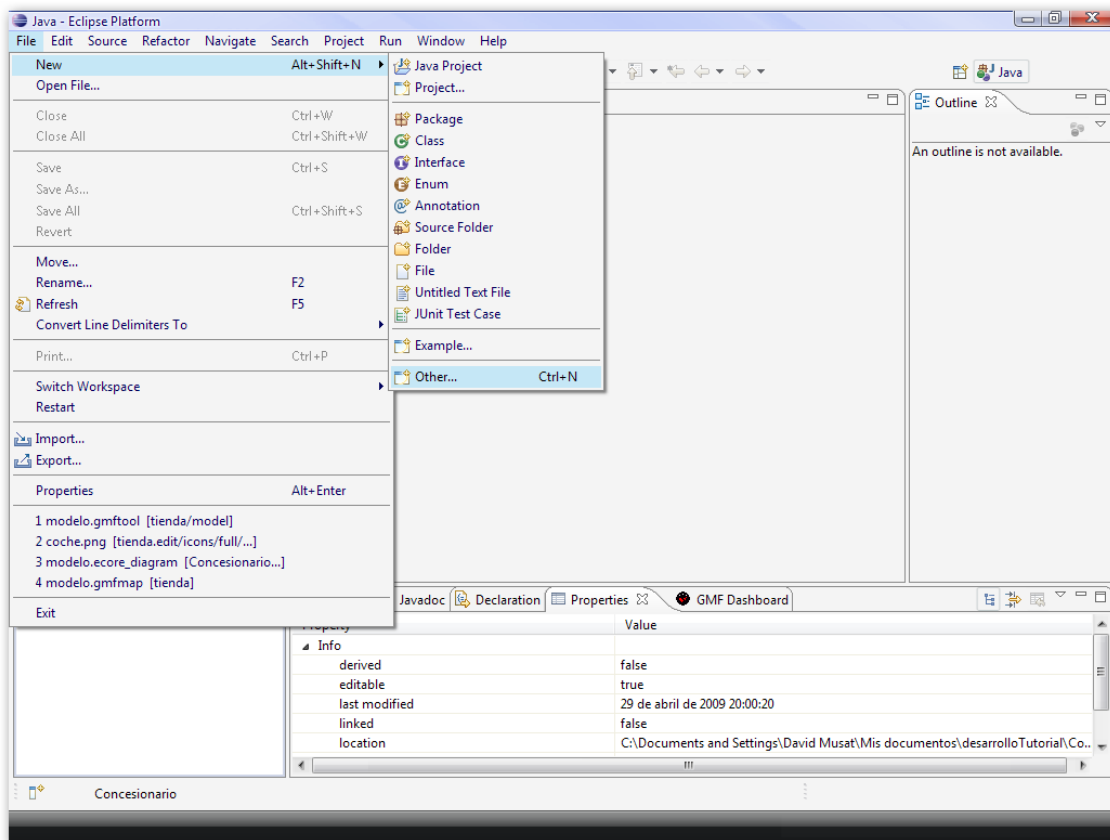 Java - Eclipse Platform
File Edit Source Refactor Navigate Search Project Run Window Help
New Alt+Shift+N
Open File...
Close Ctrl+W
Close All Ctrl+Shift+W
Save Ctrl+S
Save As...
Save All Ctrl+Shift+S
Revert
Move...
Rename... F2
Refresh F5
Convert Line Delimiters To
Print... Ctrl+P
Switch Workspace
Restart
Import...
Export...
Properties Alt+Enter
1 modelo.gmftool [tienda/model]
2 coche.png [tienda.edit/icons/full/...]
3 modelo.ecore_diagram [Concesionario...]
4 modelo.gmfmap [tienda]
Exit
Java Project
Project...
Package
Class
Interface
Enum
Annotation
Source Folder
Folder
File
Untitled Text File
JUnit Test Case
Example...
Other... Ctrl+N
Java
Outline
An outline is not available.
Javadoc Declaration Properties GMF Dashboard
Property Value
Info
derived false
editable true
last modified 29 de abril de 2009 20:00:20
linked false
location C:\Documents and Settings\David Musat\Mis documentos\desarrolloTutorial\Co..
Concesionario